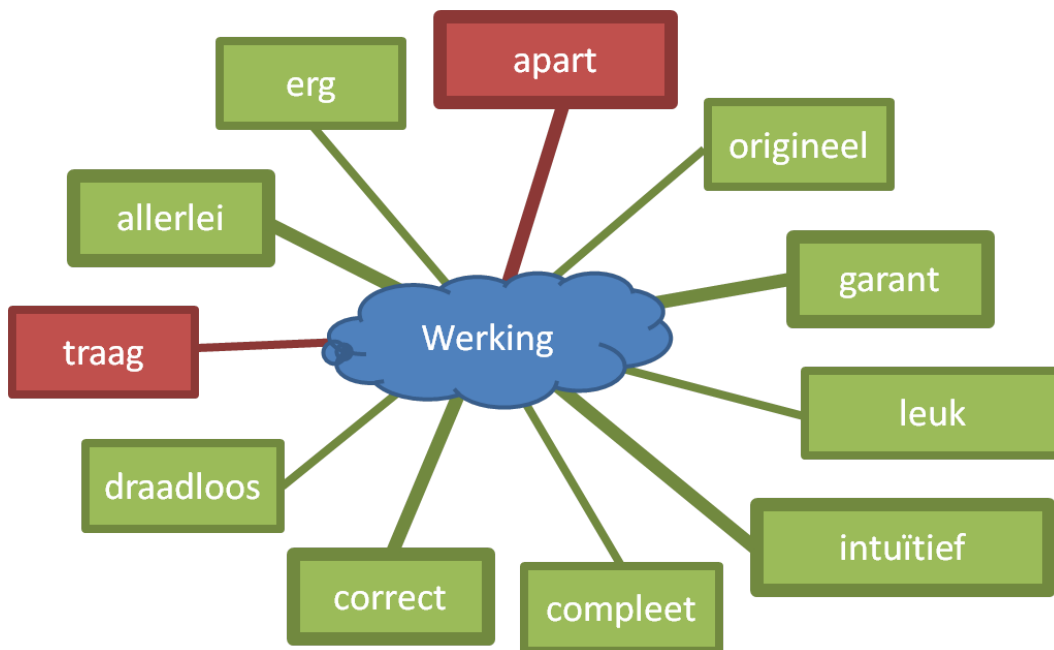 apart
erg
origineel
allerlei
garant
Werking
traag
leuk
draadloos
intuïtief
correct
compleet